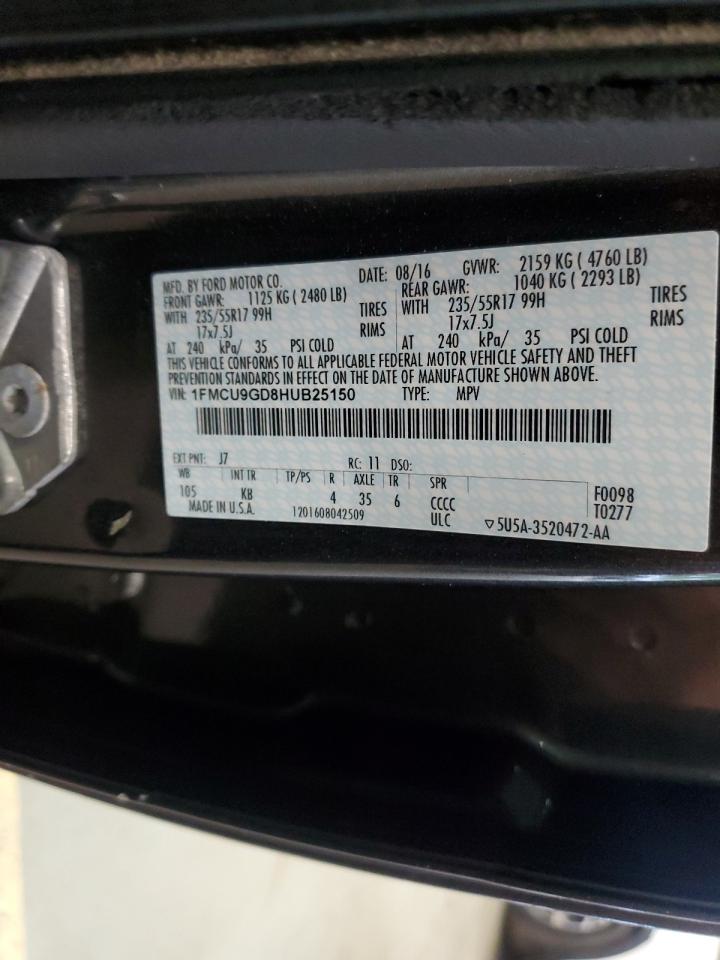 MFD. BY FORD MOTOR CO. DATE: 08/16 GVWR: 2159 KG ( 4760 LB)
FRONT GAWR: 1125 KG ( 2480 LB) REAR GAWR: 1040 KG ( 2293 LB)
WITH 235/55R17 99H TIRES WITH 235/55R17 99H TIRES
17x7.5J RIMS 17x7.5J RIMS
AT 240 kPa/ 35 PSI COLD AT 240 kPa/ 35 PSI COLD
THIS VEHICLE CONFORMS TO ALL APPLICABLE FEDERAL MOTOR VEHICLE SAFETY AND THEFT
PREVENTION STANDARDS IN EFFECT ON THE DATE OF MANUFACTURE SHOWN ABOVE.
VIN: 1FMCU9GD8HUB25150 TYPE: MPV
EXT PNT: J7 RC: 11 DSO:
WB INT TR TP/PS R AXLE TR SPR F0098
105 KB 4 35 6 CCCC T0277
MADE IN U.S.A. 1201608042509 ULC ▽5U5A-3520472-AA